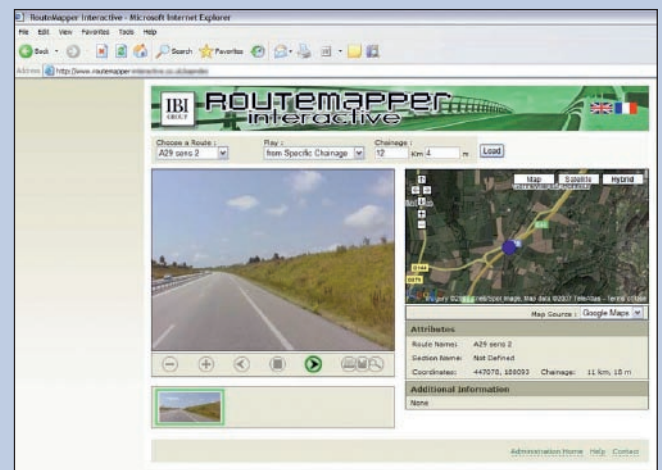 RouteMapper Interactive - Microsoft Internet Explorer
File Edit View Favorites Tools Help
Back Search Favorites
Address http://www.routemapper
IBI GROUP
ROUTEMAPPER interactive
Choose a Route : Play : Chainage :
A29 sens 2 from Specific Chainage 12 Km 4 m Load
Map Satellite Hybrid
Map Source : Google Maps
Attributes
Route Name: A29 sens 2
Section Name: Not Defined
Coordinates: 447070, 188093 Chainage: 11 km, 18 m
Additional Information
None
Administration Home Help Contact